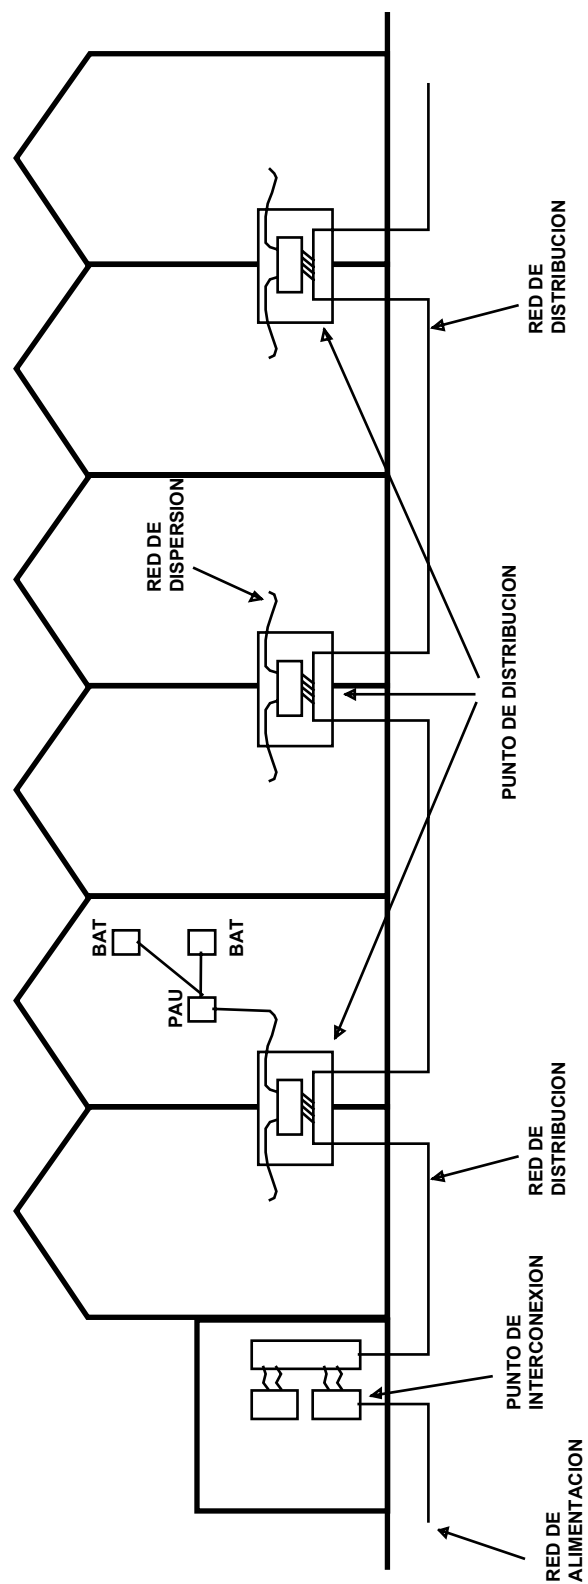 BAT
PAU
BAT
RED DE
DISPERSION
RED DE
ALIMENTACION
PUNTO DE
INTERCONEXION
RED DE
DISTRIBUCION
PUNTO DE DISTRIBUCION
RED DE
DISTRIBUCION